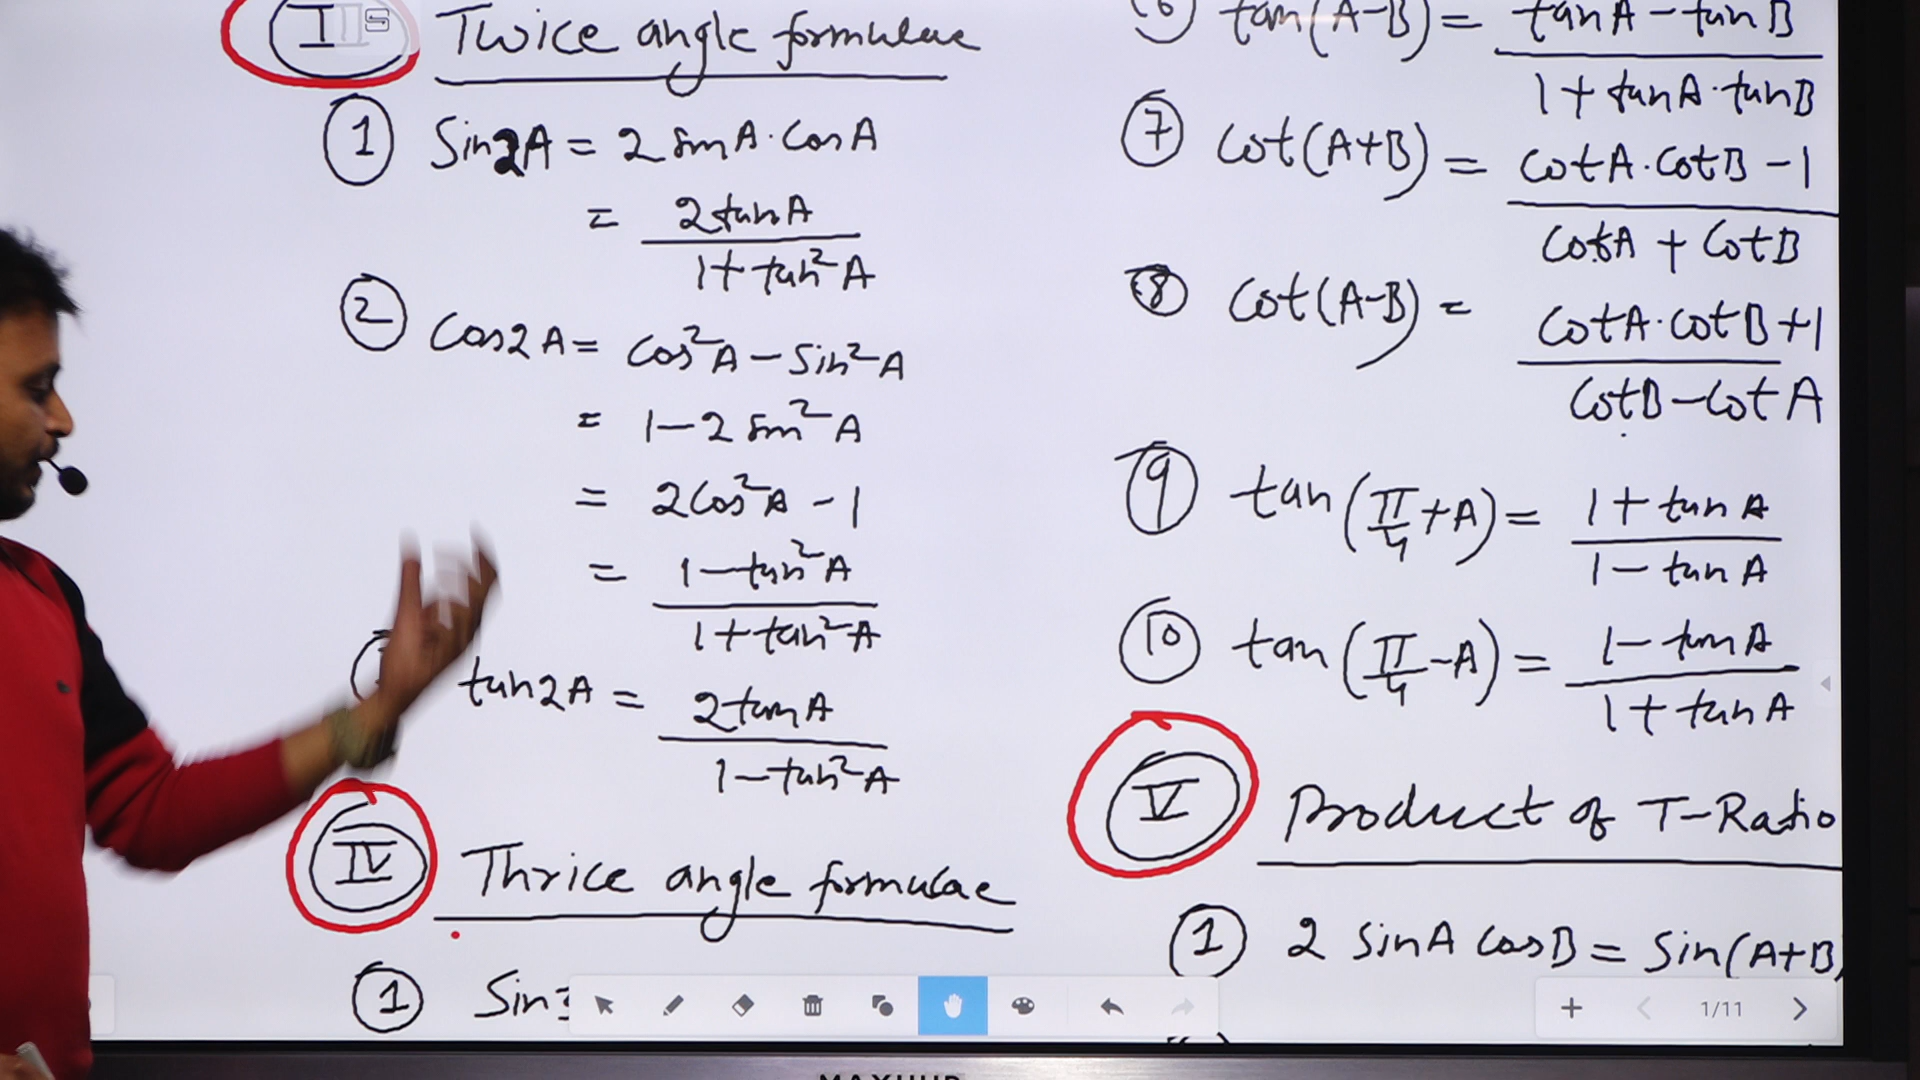 Twice angle formulae
① Sin2A = 2 sinA·cosA
= 2tanA / 1+tan²A
② Cos2A = Cos²A − Sin²A
= 1−2 sin²A
= 2Cos²A − 1
= 1−tan²A / 1+tan²A
tan2A = 2tanA / 1−tan²A
IV Thrice angle formulae
① Sin3
tan(A−B) = tanA − tanB / 1+tanA·tanB
⑦ Cot(A+B) = CotA·CotB − 1 / CotA + CotB
⑧ Cot(A−B) = CotA·CotB+1 / CotB−CotA
⑨ tan(π/4+A) = 1+tanA / 1−tanA
⑩ tan(π/4−A) = 1−tanA / 1+tanA
V Product of T-Ratio
① 2 SinA CosB = Sin(A+B)
1/11